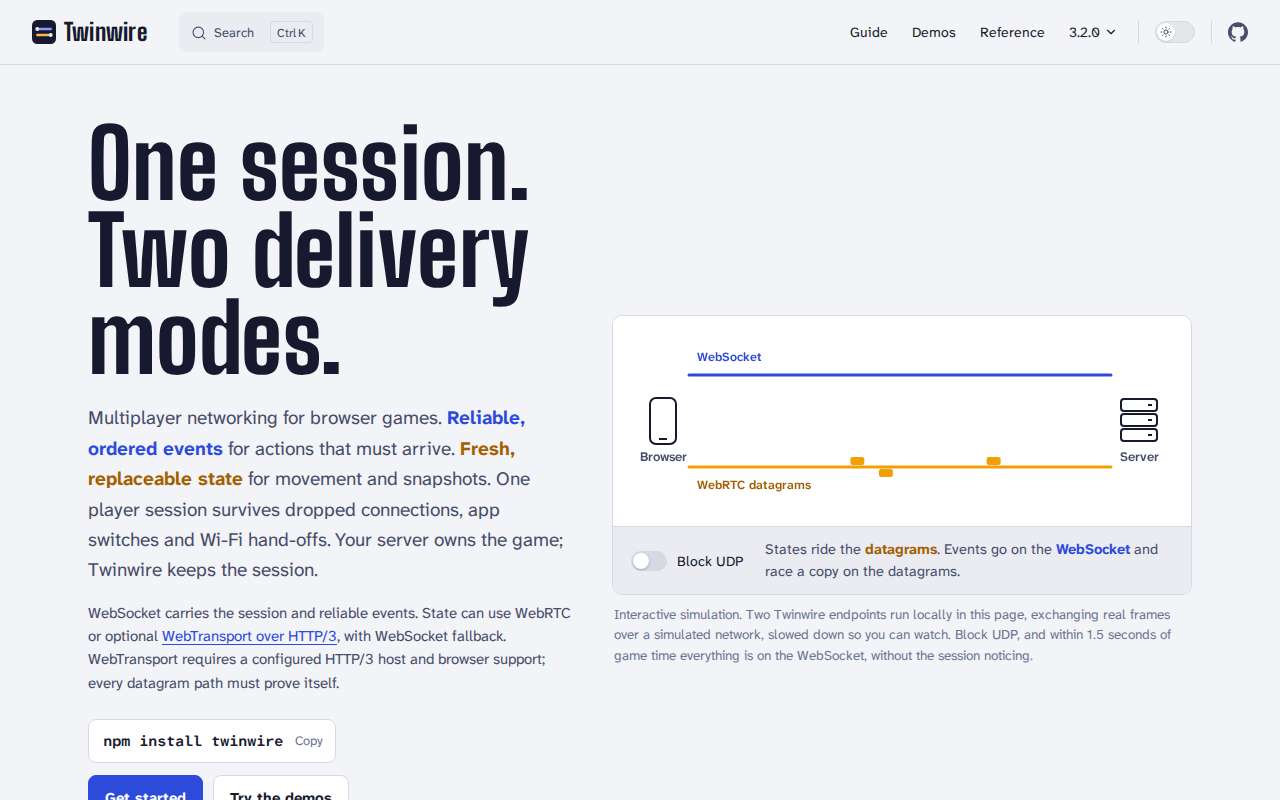 Twinwire
Search
Ctrl K
Guide
Demos
Reference
3.2.0
One session.
Two delivery
modes.
Multiplayer networking for browser games. Reliable,
ordered events for actions that must arrive. Fresh,
replaceable state for movement and snapshots. One
player session survives dropped connections, app
switches and Wi-Fi hand-offs. Your server owns the game;
Twinwire keeps the session.
WebSocket carries the session and reliable events. State can use WebRTC
or optional WebTransport over HTTP/3, with WebSocket fallback.
WebTransport requires a configured HTTP/3 host and browser support;
every datagram path must prove itself.
npm install twinwire
Copy
Get started
Try the demos
WebSocket
Browser
Server
WebRTC datagrams
Block UDP
States ride the datagrams. Events go on the WebSocket and
race a copy on the datagrams.
Interactive simulation. Two Twinwire endpoints run locally in this page, exchanging real frames
over a simulated network, slowed down so you can watch. Block UDP, and within 1.5 seconds of
game time everything is on the WebSocket, without the session noticing.